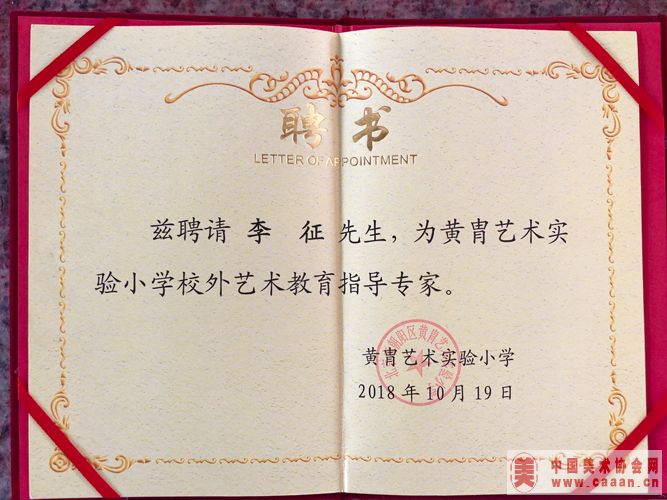 聘书
LETTER OF APPOINTMENT
兹聘请 李 征 先生，为黄胄艺术实
验小学校外艺术教育指导专家。
黄胄艺术实验小学
2018 年 10 月 19 日
美 中国美术协会网
www.caaan.cn